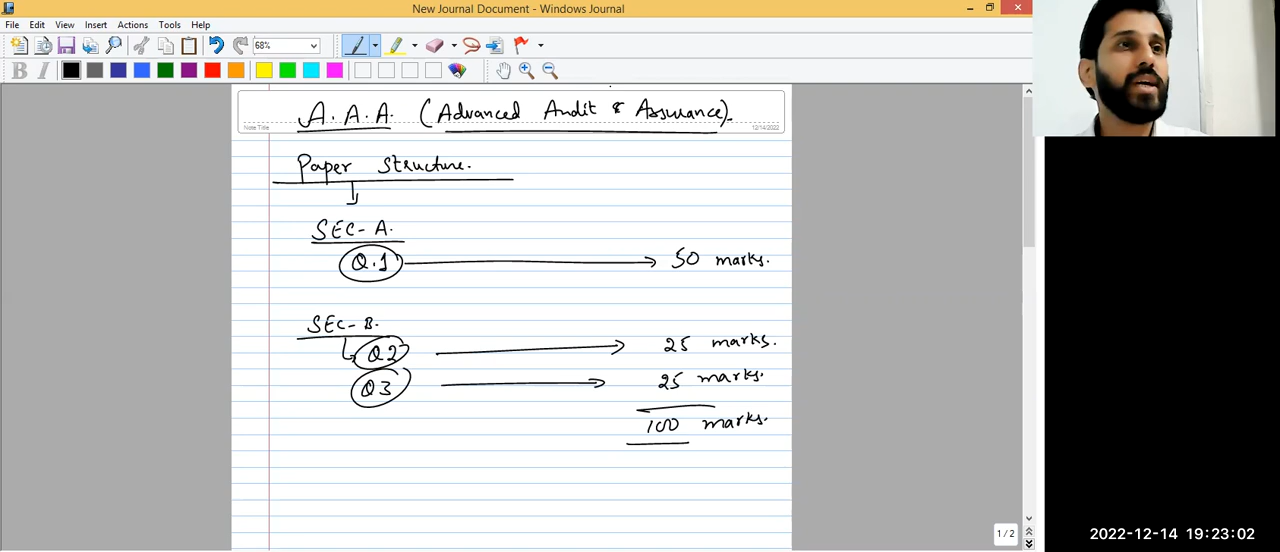 New Journal Document - Windows Journal
File Edit View Insert Actions Tools Help
68%
B I
A.A.A. (Advanced Audit & Assurance).
Note Title
12/14/2022
Paper Structure.
SEC-A.
Q.1 → 50 marks.
SEC-B.
Q2 → 25 marks.
Q3 → 25 marks.
100 marks.
1 / 2
2022-12-14 19:23:02